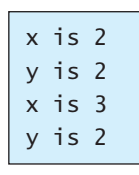 x is 2
y is 2
x is 3
y is 2